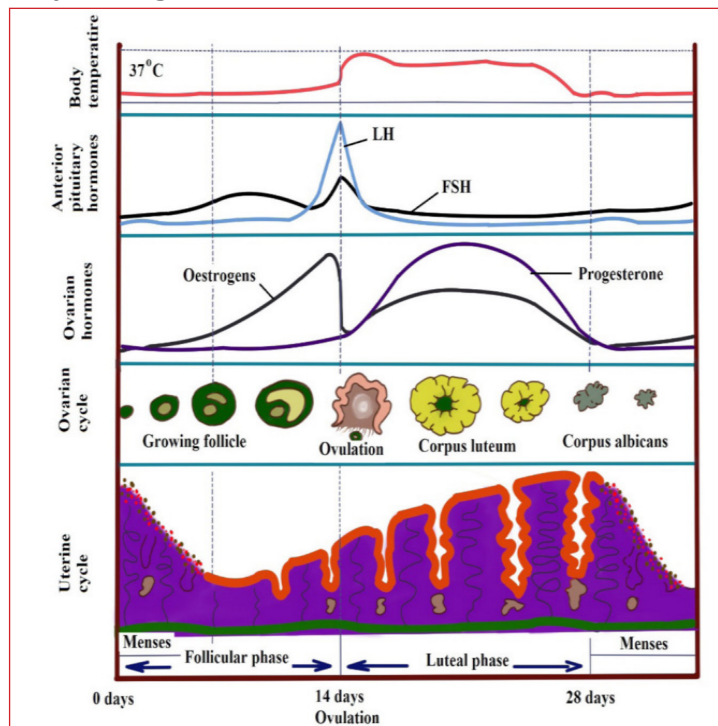 Body
temperatire
37°C
Anterior
pituitary
hormones
LH
FSH
Ovarian
hormones
Oestrogens
Progesterone
Ovarian
cycle
Growing follicle
Ovulation
Corpus luteum
Corpus albicans
Uterine
cycle
Menses
Follicular phase
Luteal phase
Menses
0 days
14 days
28 days
Ovulation